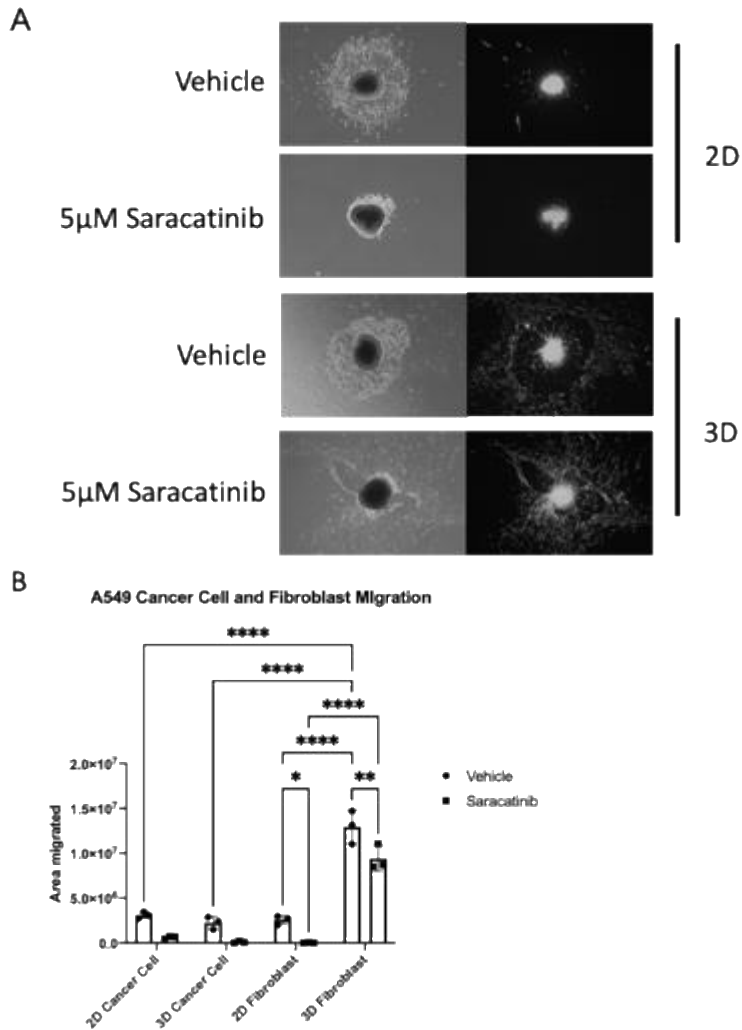 A
Vehicle
5µM Saracatinib
2D
Vehicle
5µM Saracatinib
3D
B
A549 Cancer Cell and Fibroblast Migration
****
****
****
****
*
**
2.0×10⁷
1.5×10⁷
1.0×10⁷
5.0×10⁶
0.0
Area migrated
Vehicle
Saracatinib
2D Cancer Cell
3D Cancer Cell
2D Fibroblast
3D Fibroblast